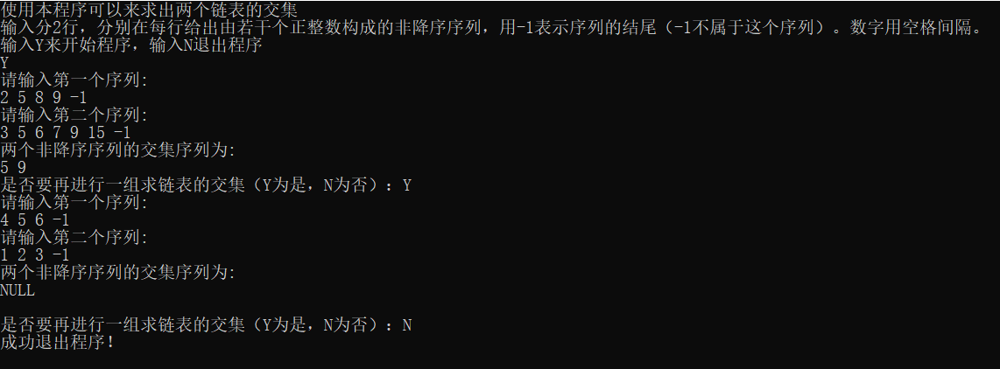 使用本程序可以来求出两个链表的交集
输入分2行，分别在每行给出由若干个正整数构成的非降序序列，用-1表示序列的结尾（-1不属于这个序列）。数字用空格间隔。
输入Y来开始程序，输入N退出程序
Y
请输入第一个序列:
2 5 8 9 -1
请输入第二个序列:
3 5 6 7 9 15 -1
两个非降序序列的交集序列为:
5 9
是否要再进行一组求链表的交集（Y为是，N为否）：Y
请输入第一个序列:
4 5 6 -1
请输入第二个序列:
1 2 3 -1
两个非降序序列的交集序列为:
NULL
是否要再进行一组求链表的交集（Y为是，N为否）：N
成功退出程序!